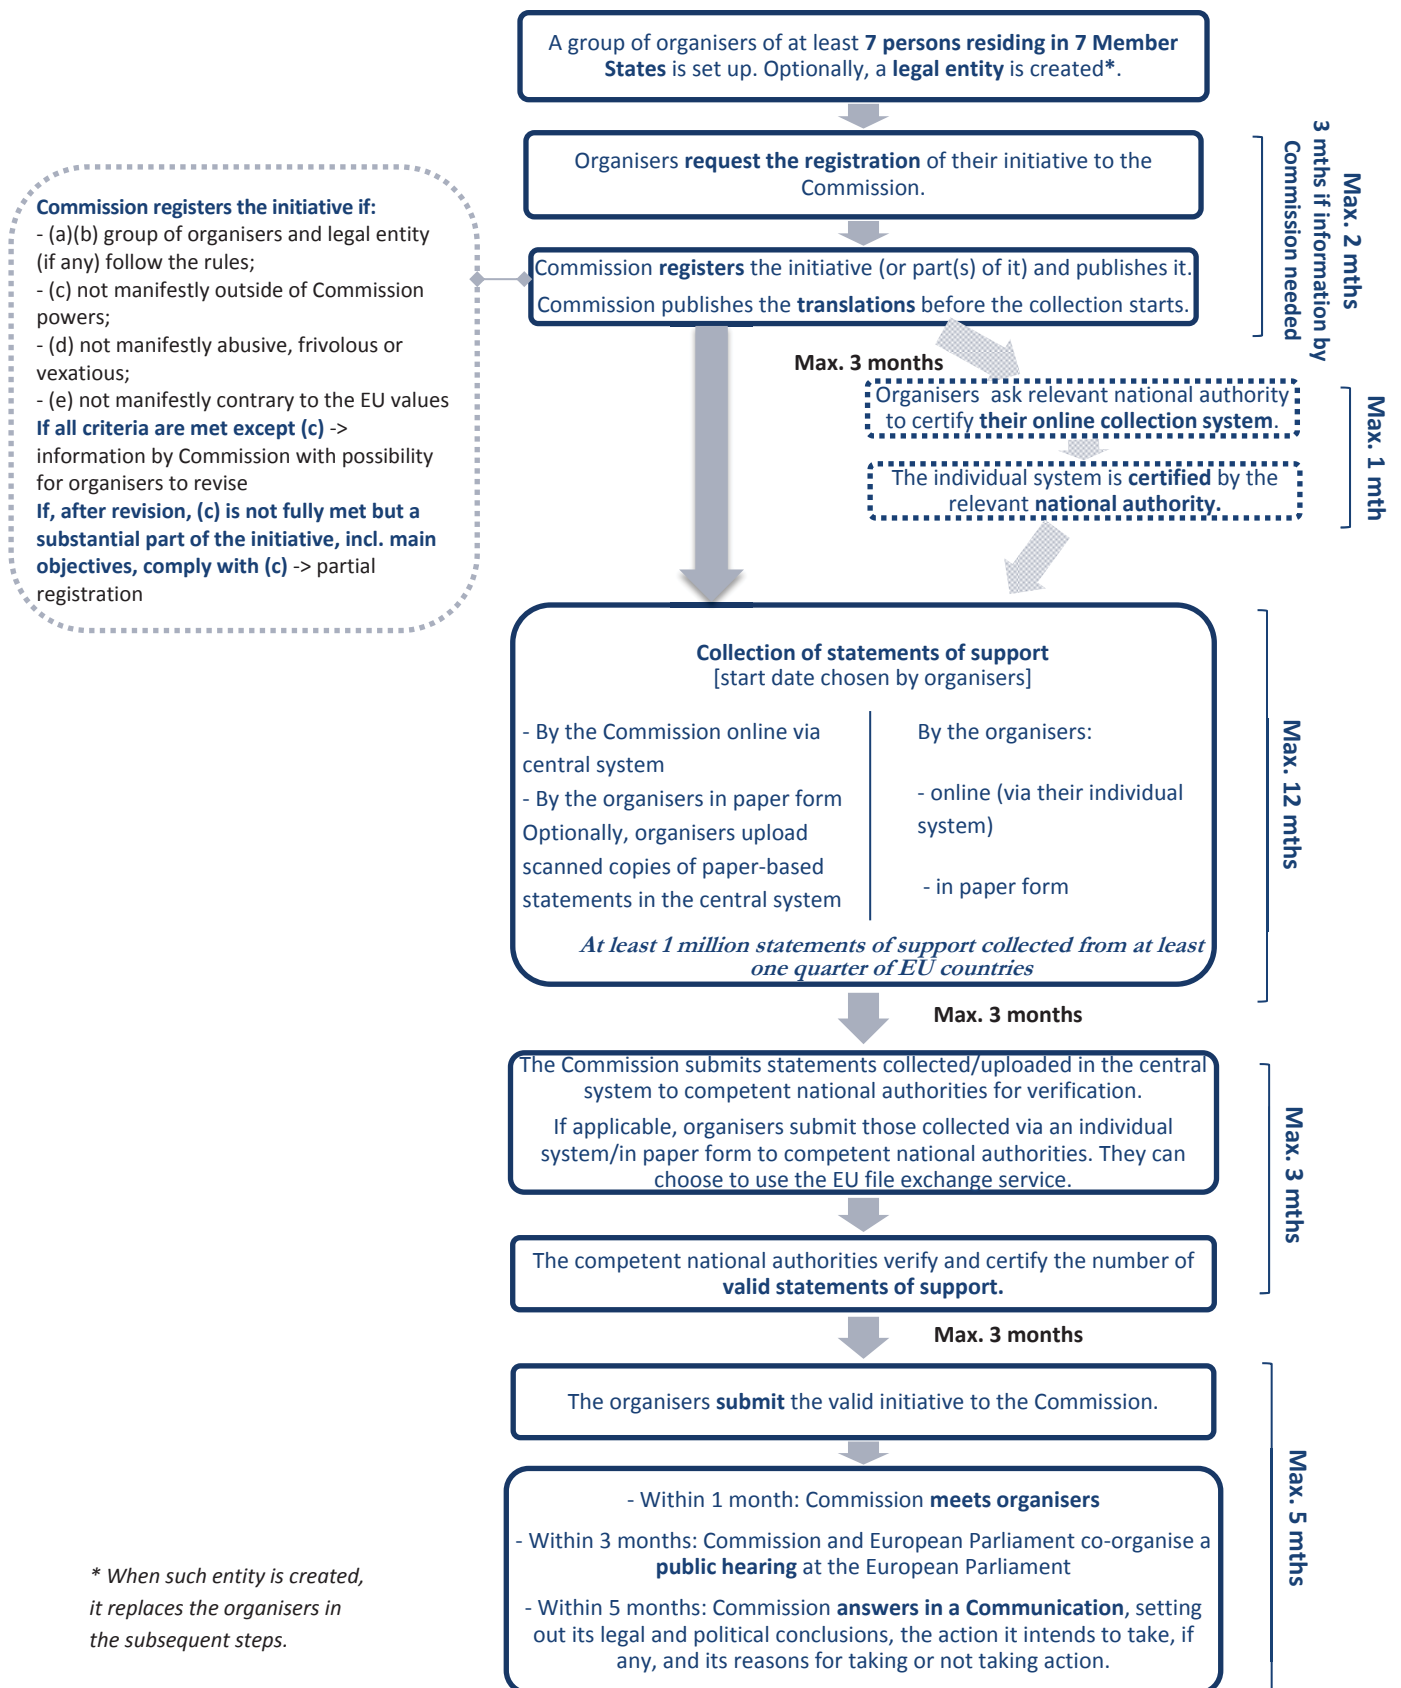 A group of organisers of at least 7 persons residing in 7 Member
States is set up. Optionally, a legal entity is created*.
Organisers request the registration of their initiative to the
Commission.
Max. 2 mths
3 mths if information by
Commission needed
Commission registers the initiative if:
- (a)(b) group of organisers and legal entity
(if any) follow the rules;
- (c) not manifestly outside of Commission
powers;
- (d) not manifestly abusive, frivolous or
vexatious;
- (e) not manifestly contrary to the EU values
If all criteria are met except (c) ->
information by Commission with possibility
for organisers to revise
If, after revision, (c) is not fully met but a
substantial part of the initiative, incl. main
objectives, comply with (c) -> partial
registration
Commission registers the initiative (or part(s) of it) and publishes it.
Commission publishes the translations before the collection starts.
Max. 3 months
Organisers ask relevant national authority
to certify their online collection system.
The individual system is certified by the
relevant national authority.
Max. 1 mth
Collection of statements of support
[start date chosen by organisers]
- By the Commission online via
central system
- By the organisers in paper form
Optionally, organisers upload
scanned copies of paper-based
statements in the central system
By the organisers:
- online (via their individual
system)
- in paper form
At least 1 million statements of support collected from at least
one quarter of EU countries
Max. 12 mths
Max. 3 months
The Commission submits statements collected/uploaded in the central
system to competent national authorities for verification.
If applicable, organisers submit those collected via an individual
system/in paper form to competent national authorities. They can
choose to use the EU file exchange service.
The competent national authorities verify and certify the number of
valid statements of support.
Max. 3 mths
Max. 3 months
The organisers submit the valid initiative to the Commission.
- Within 1 month: Commission meets organisers
- Within 3 months: Commission and European Parliament co-organise a
public hearing at the European Parliament
- Within 5 months: Commission answers in a Communication, setting
out its legal and political conclusions, the action it intends to take, if
any, and its reasons for taking or not taking action.
Max. 5 mths
* When such entity is created,
it replaces the organisers in
the subsequent steps.